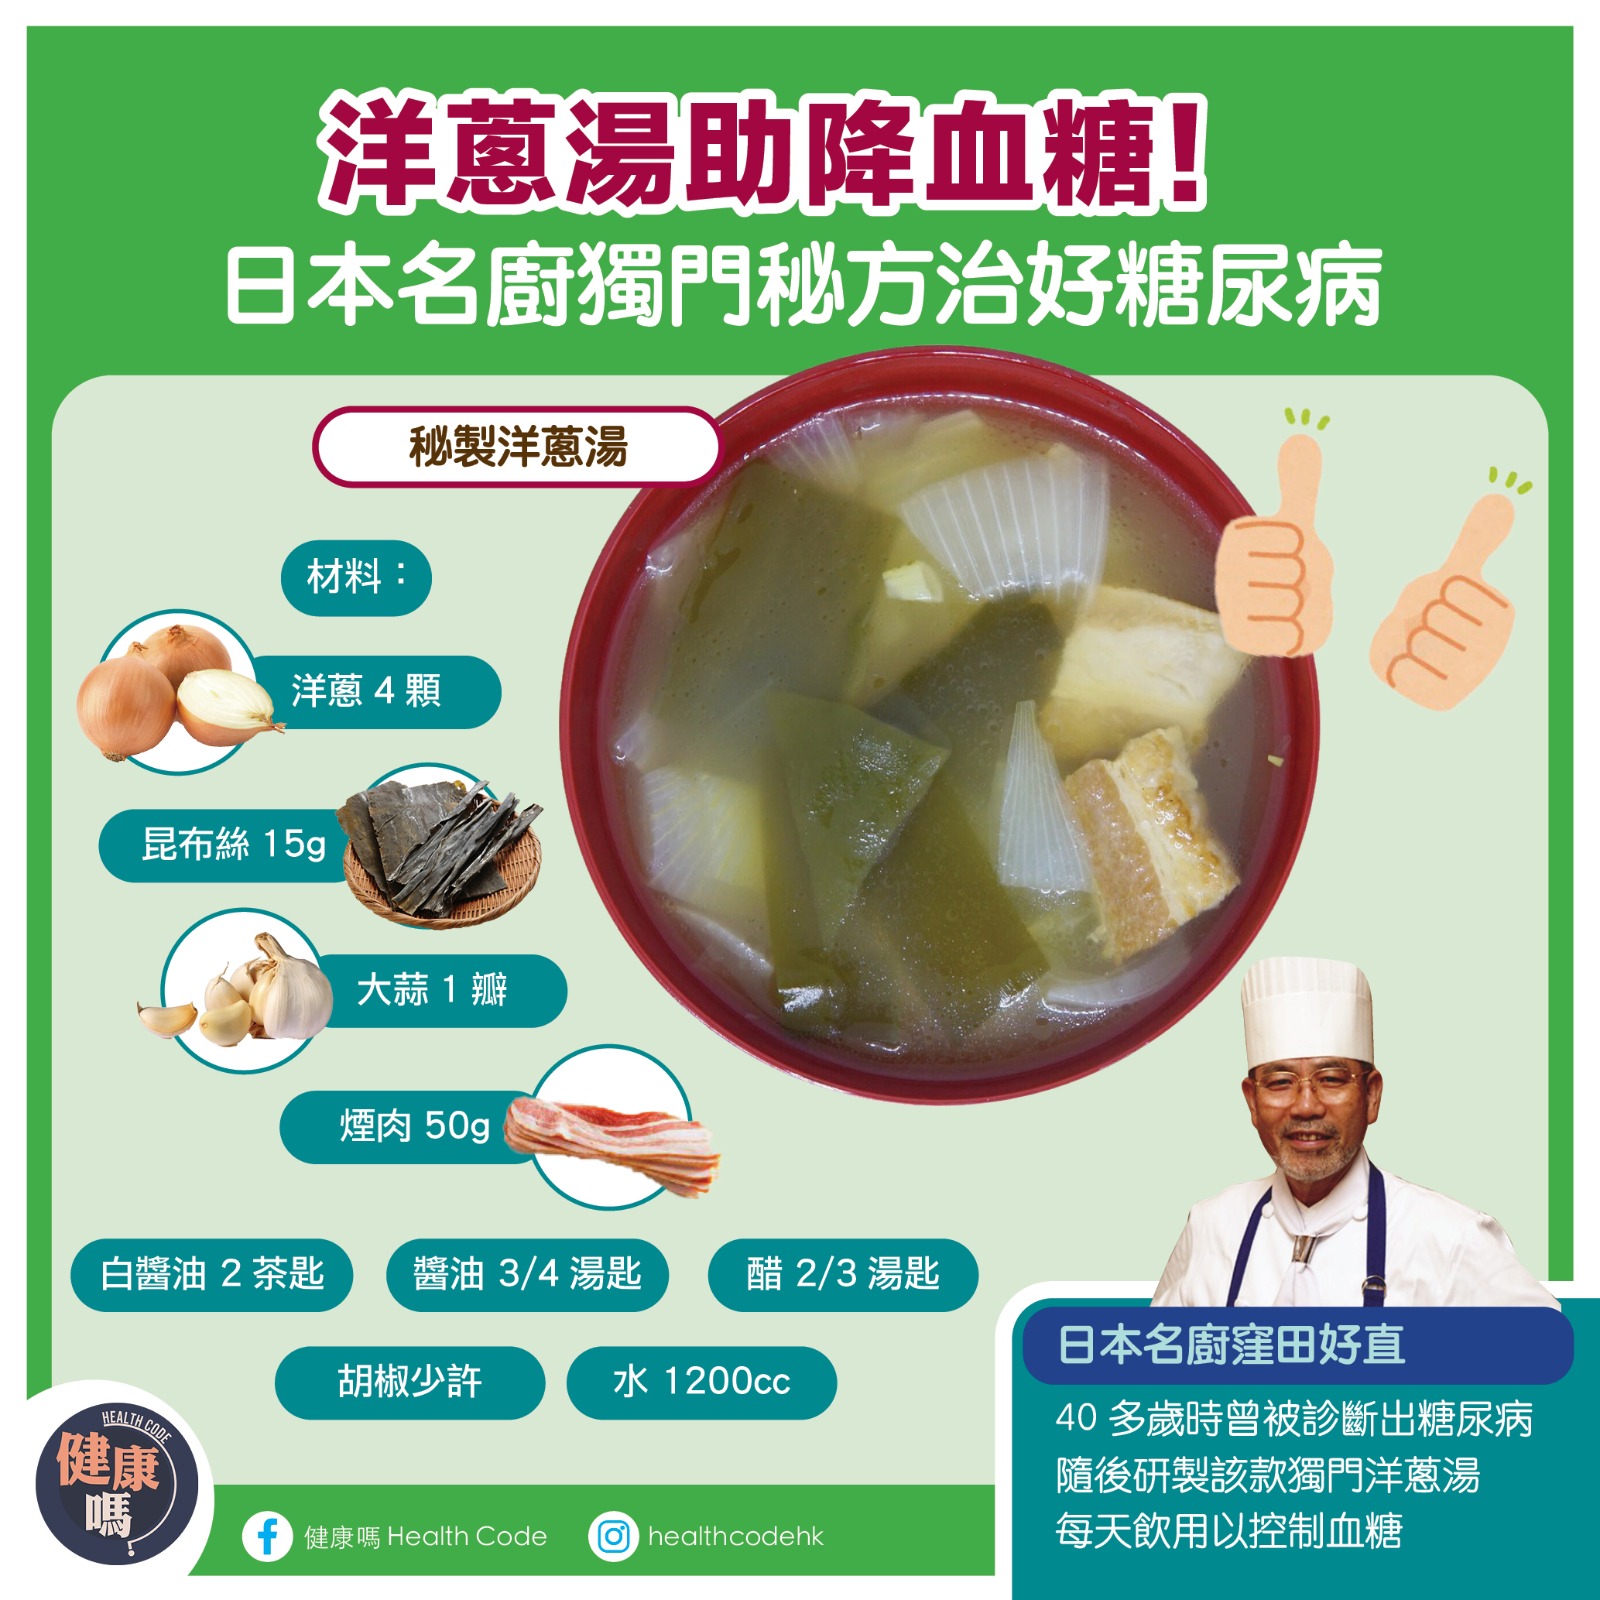 洋蔥湯助降血糖!
日本名廚獨門秘方治好糖尿病
秘製洋蔥湯
材料：
洋蔥 4 顆
昆布絲 15g
大蒜 1 瓣
煙肉 50g
白醬油 2 茶匙
醬油 3/4 湯匙
醋 2/3 湯匙
胡椒少許
水 1200cc
日本名廚窪田好直
40 多歲時曾被診斷出糖尿病
隨後研製該款獨門洋蔥湯
每天飲用以控制血糖
HEALTH CODE
健康
嗎?
健康嗎 Health Code
healthcodehk